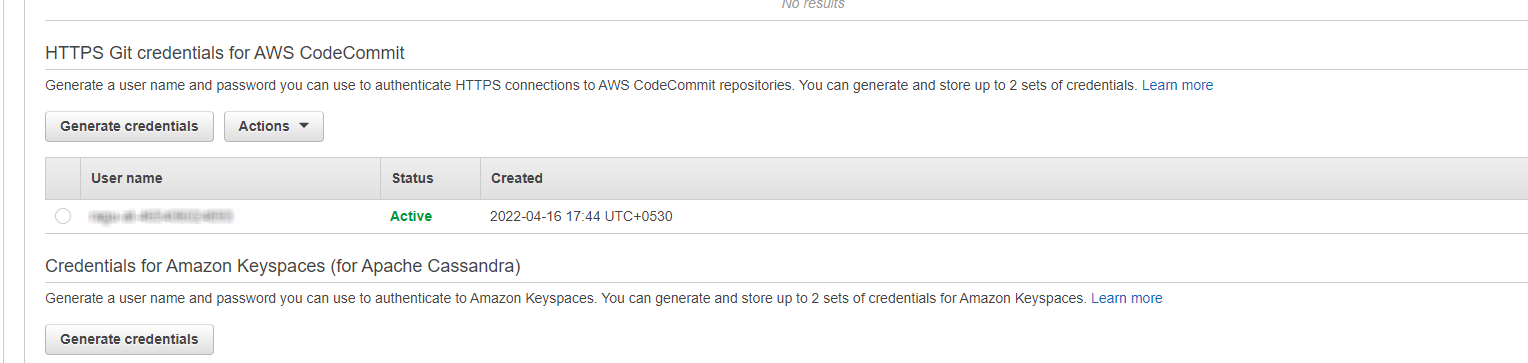 No results
HTTPS Git credentials for AWS CodeCommit
Generate a user name and password you can use to authenticate HTTPS connections to AWS CodeCommit repositories. You can generate and store up to 2 sets of credentials. Learn more
Generate credentials Actions
User name Status Created
Active 2022-04-16 17:44 UTC+0530
Credentials for Amazon Keyspaces (for Apache Cassandra)
Generate a user name and password you can use to authenticate to Amazon Keyspaces. You can generate and store up to 2 sets of credentials for Amazon Keyspaces. Learn more
Generate credentials